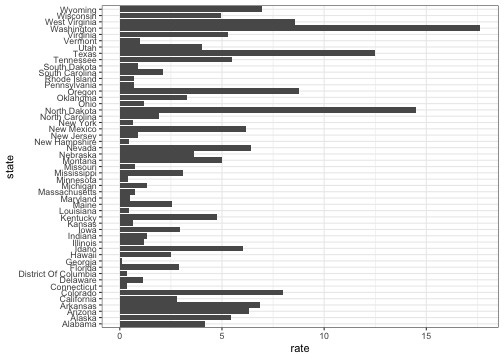 Wyoming
Wisconsin
West Virginia
Washington
Virginia
Vermont
Utah
Texas
Tennessee
South Dakota
South Carolina
Rhode Island
Pennsylvania
Oregon
Oklahoma
Ohio
North Dakota
North Carolina
New York
New Mexico
New Jersey
New Hampshire
Nevada
Nebraska
Montana
Missouri
Mississippi
Minnesota
Michigan
Massachusetts
Maryland
Maine
Louisiana
Kentucky
Kansas
Iowa
Indiana
Illinois
Idaho
Hawaii
Georgia
Florida
District Of Columbia
Delaware
Connecticut
Colorado
California
Arkansas
Arizona
Alaska
Alabama
state
0 5 10 15
rate